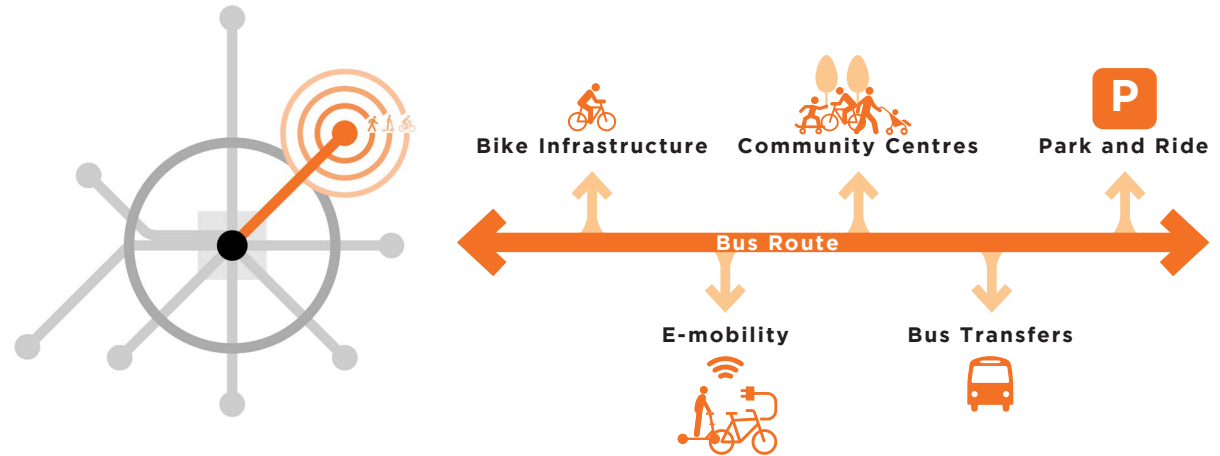 P
Bike Infrastructure
Community Centres
Park and Ride
Bus Route
E-mobility
Bus Transfers